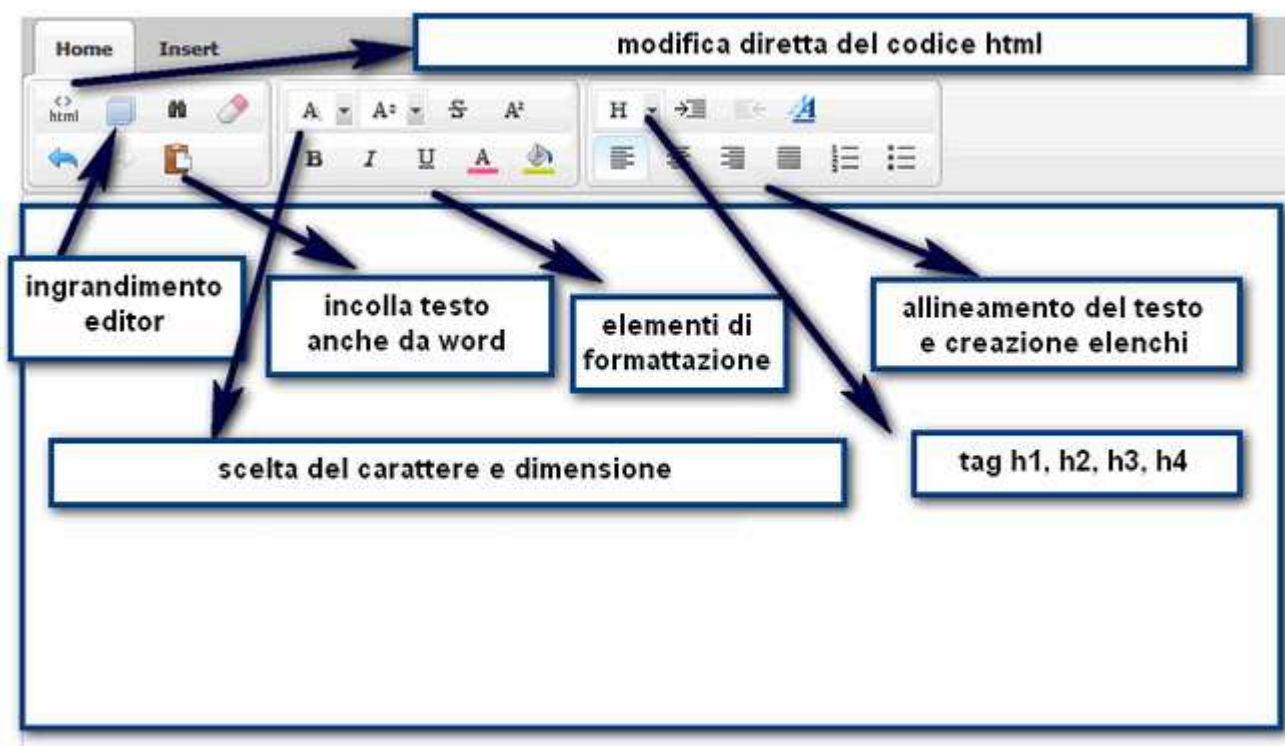 Home Insert
modifica diretta del codice html
html
A A S A²
H
B I U A
ingrandimento
editor
incolla testo
anche da word
elementi di
formattazione
allineamento del testo
e creazione elenchi
scelta del carattere e dimensione
tag h1, h2, h3, h4